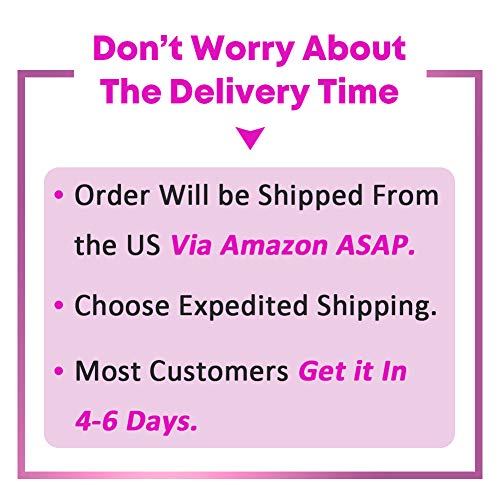 Don’t Worry About
The Delivery Time
• Order Will be Shipped From
the US Via Amazon ASAP.
• Choose Expedited Shipping.
• Most Customers Get it In
4-6 Days.